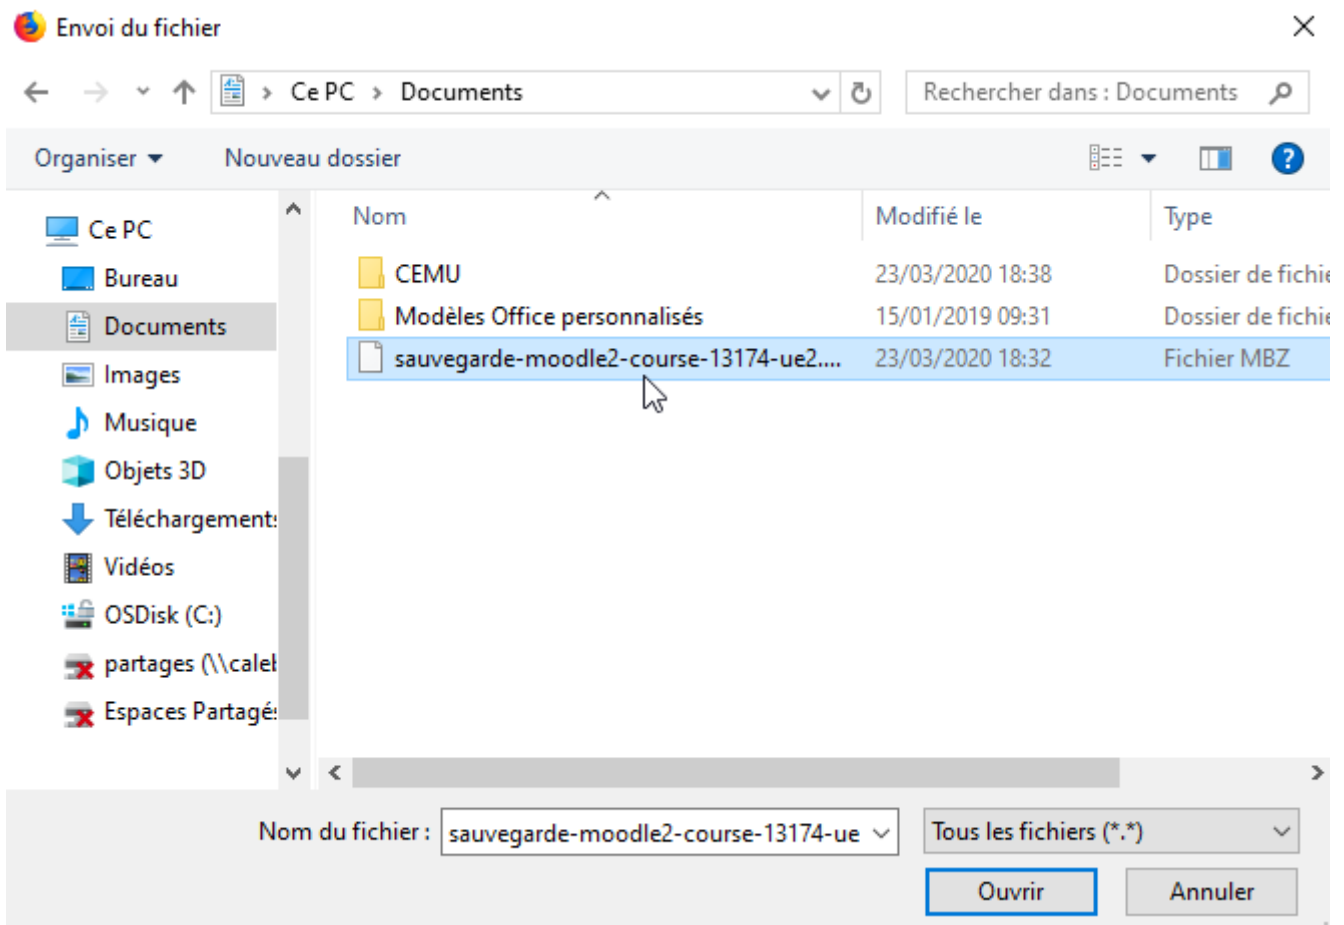 Envoi du fichier
Ce PC > Documents
Rechercher dans : Documents
Organiser
Nouveau dossier
?
Nom
Modifié le
Type
Ce PC
Bureau
Documents
Images
Musique
Objets 3D
Téléchargements
Vidéos
OSDisk (C:)
partages (\\caleb
Espaces Partagés
CEMU 23/03/2020 18:38 Dossier de fichie
Modèles Office personnalisés 15/01/2019 09:31 Dossier de fichie
sauvegarde-moodle2-course-13174-ue2.... 23/03/2020 18:32 Fichier MBZ
Nom du fichier : sauvegarde-moodle2-course-13174-ue
Tous les fichiers (*.*)
Ouvrir
Annuler